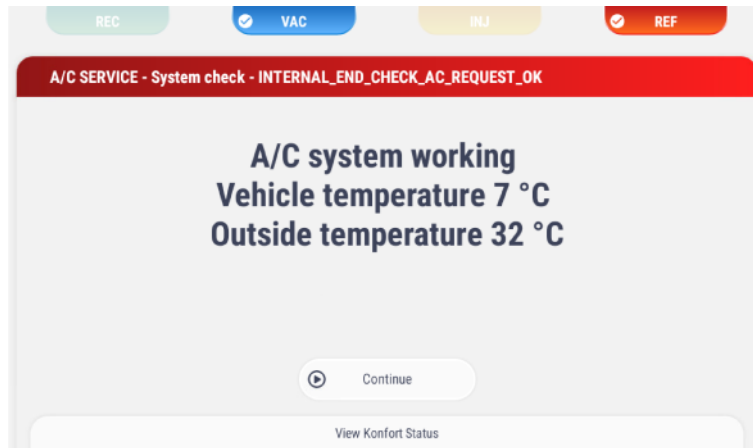 REC
VAC
INJ
REF
A/C SERVICE - System check - INTERNAL_END_CHECK_AC_REQUEST_OK
A/C system working
Vehicle temperature 7 °C
Outside temperature 32 °C
Continue
View Konfort Status